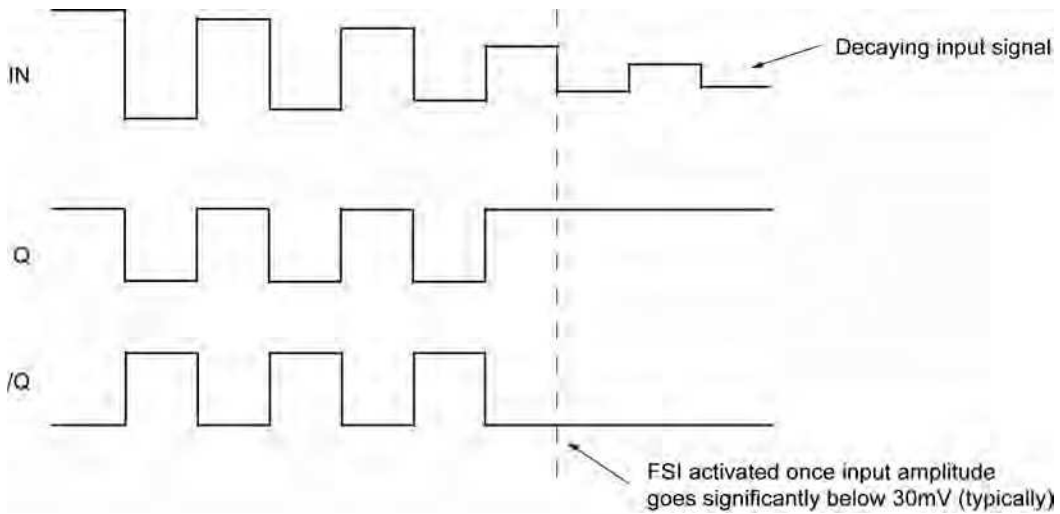 Decaying input signal
IN
Q
/Q
FSI activated once input amplitude
goes significantly below 30mV (typically)